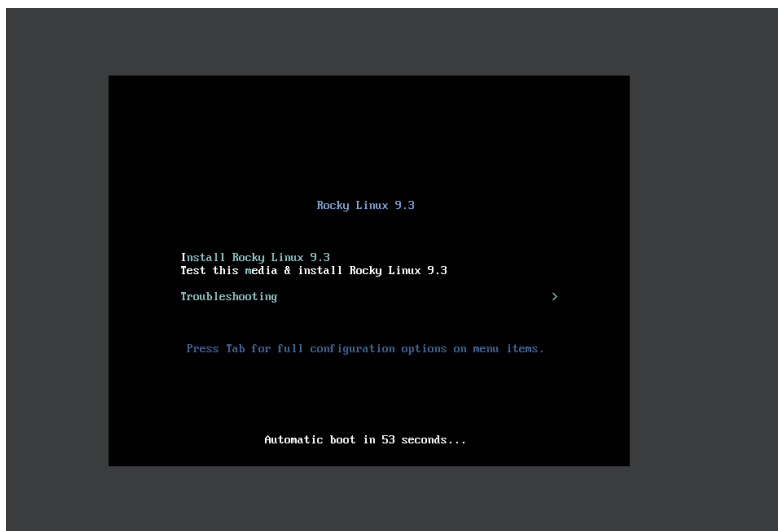 Rocky Linux 9.3
Install Rocky Linux 9.3
Test this media & install Rocky Linux 9.3
Troubleshooting >
Press Tab for full configuration options on menu items.
Automatic boot in 53 seconds...